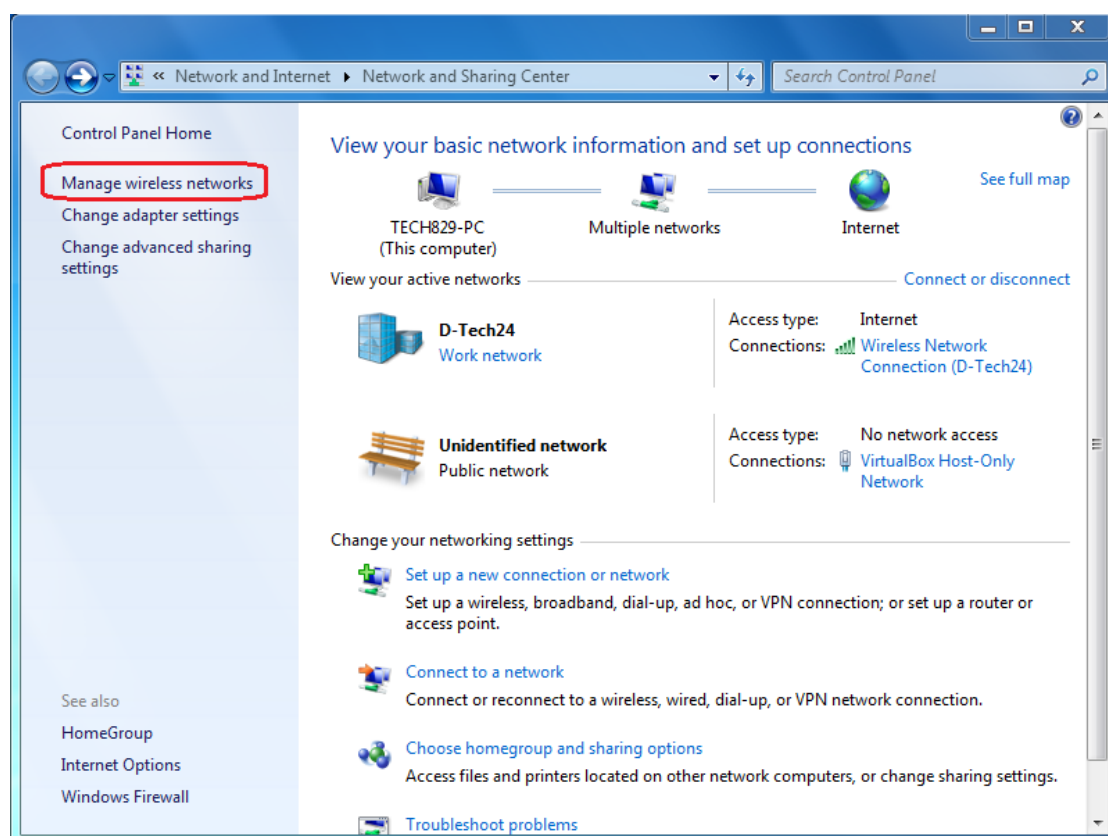 « Network and Internet ▸ Network and Sharing Center
Search Control Panel
Control Panel Home
Manage wireless networks
Change adapter settings
Change advanced sharing
settings
See also
HomeGroup
Internet Options
Windows Firewall
View your basic network information and set up connections
See full map
TECH829-PC
(This computer)
Multiple networks
Internet
View your active networks
Connect or disconnect
D-Tech24
Work network
Access type: Internet
Connections: Wireless Network
Connection (D-Tech24)
Unidentified network
Public network
Access type: No network access
Connections: VirtualBox Host-Only
Network
Change your networking settings
Set up a new connection or network
Set up a wireless, broadband, dial-up, ad hoc, or VPN connection; or set up a router or
access point.
Connect to a network
Connect or reconnect to a wireless, wired, dial-up, or VPN network connection.
Choose homegroup and sharing options
Access files and printers located on other network computers, or change sharing settings.
Troubleshoot problems